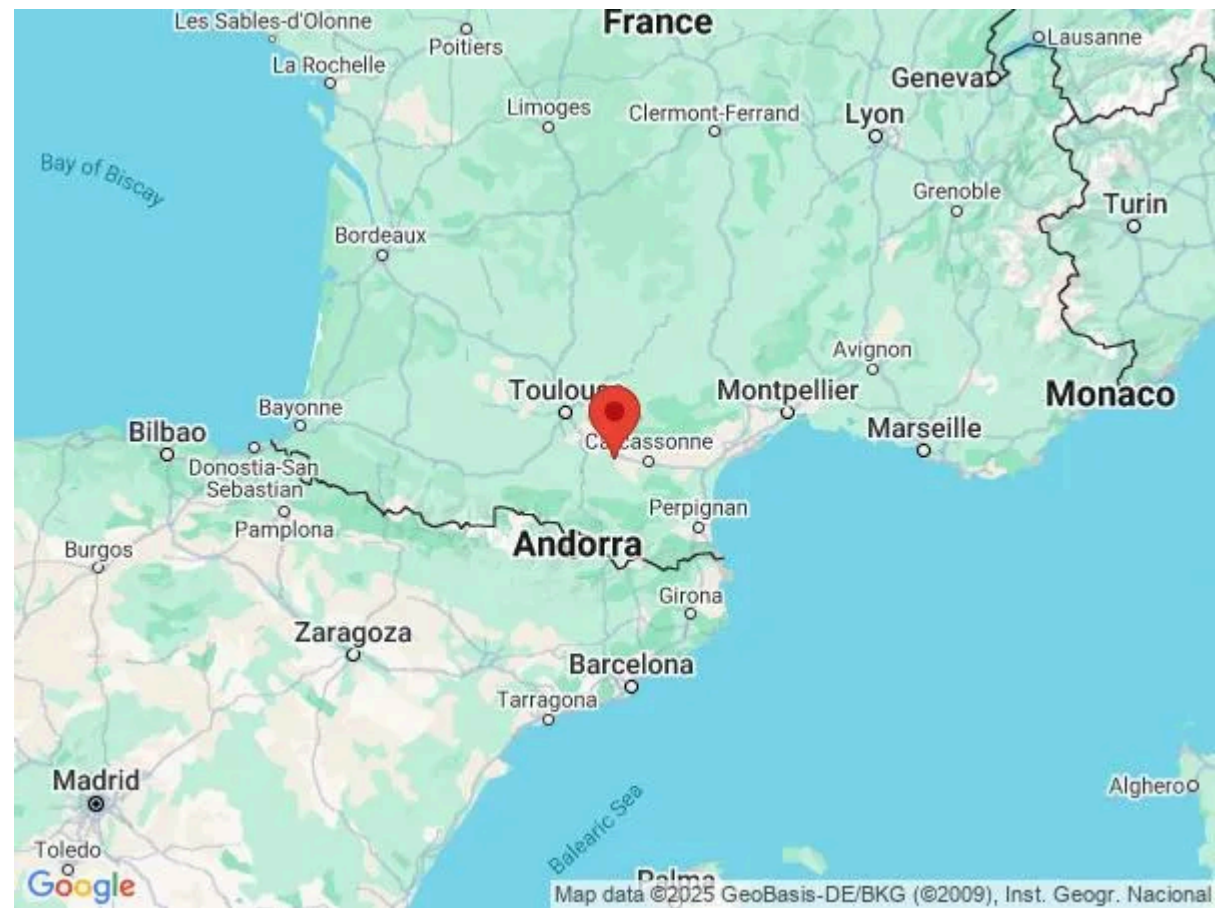 France
Les Sables-d'Olonne
Poitiers
Lausanne
La Rochelle
Geneva
Limoges
Clermont-Ferrand
Lyon
Bay of Biscay
Grenoble
Turin
Bordeaux
Avignon
Toulouse
Montpellier
Monaco
Bayonne
Bilbao
Carcassonne
Marseille
Donostia-San
Sebastian
Pamplona
Perpignan
Andorra
Burgos
Girona
Zaragoza
Barcelona
Tarragona
Madrid
Alghero
Balearic Sea
Toledo
Palma
Google
Map data ©2025 GeoBasis-DE/BKG (©2009), Inst. Geogr. Nacional